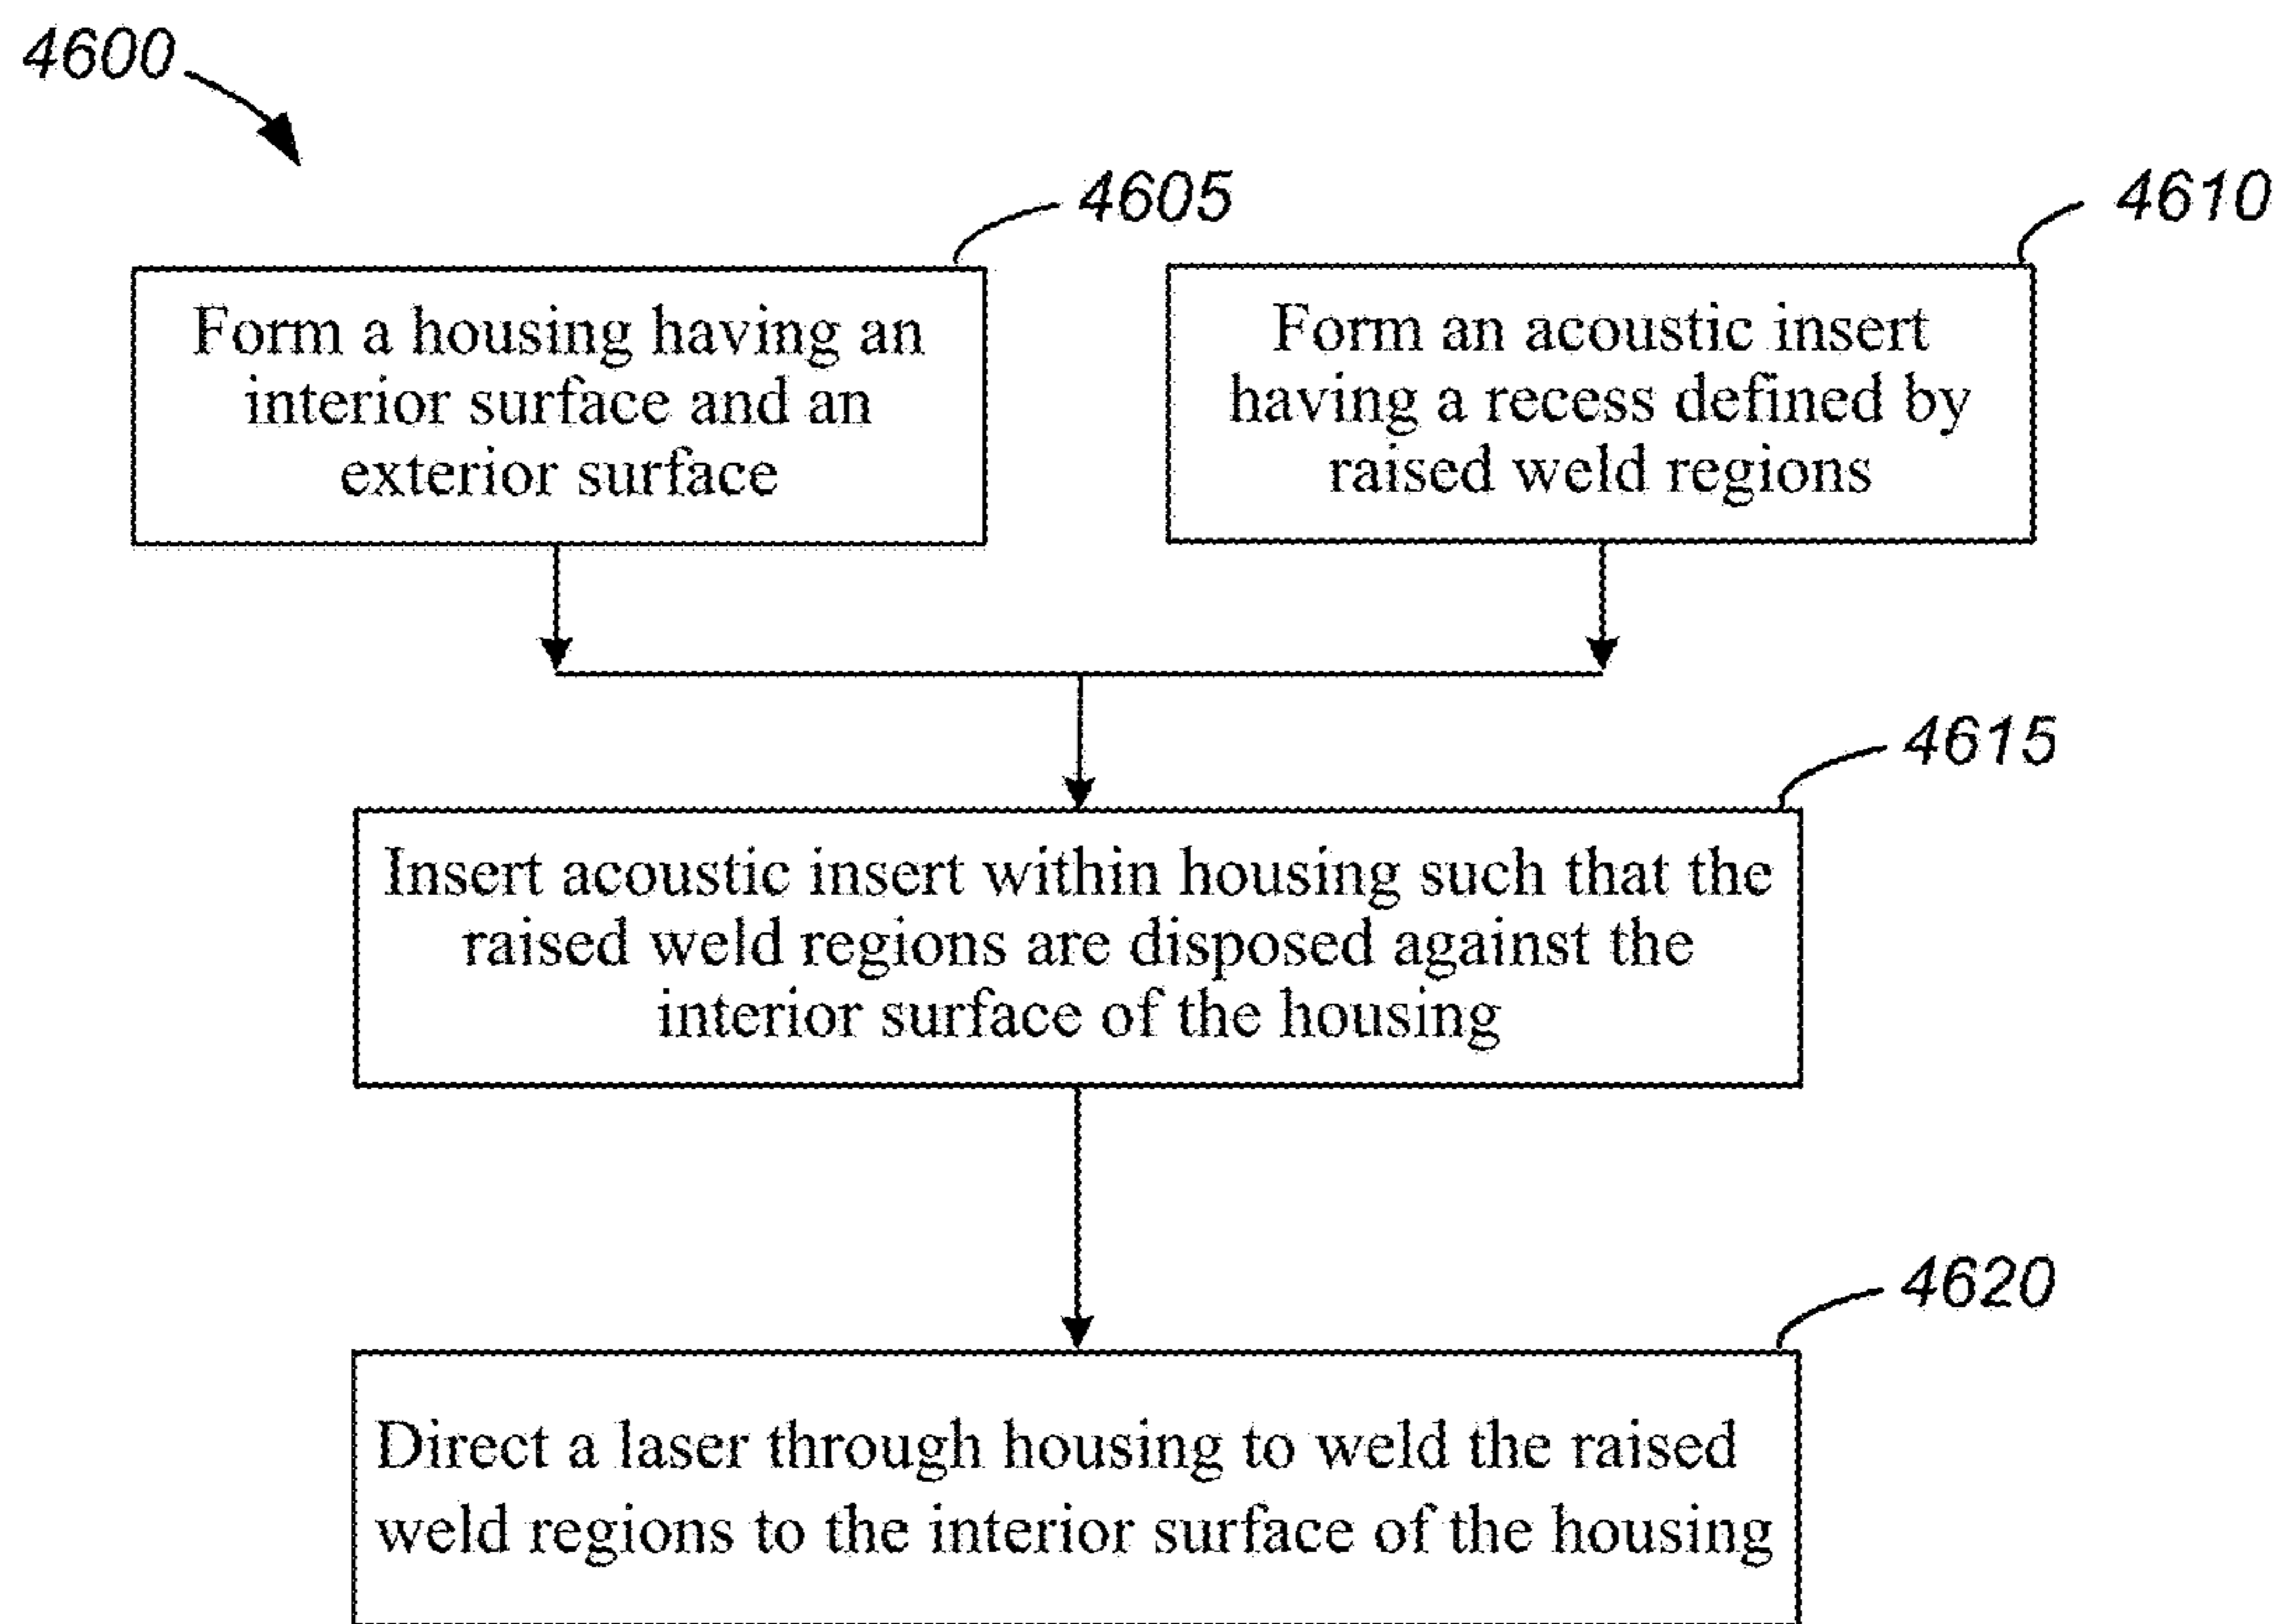 4600
4605
4610
Form a housing having an
interior surface and an
exterior surface
Form an acoustic insert
having a recess defined by
raised weld regions
4615
Insert acoustic insert within housing such that the
raised weld regions are disposed against the
interior surface of the housing
4620
Direct a laser through housing to weld the raised
weld regions to the interior surface of the housing